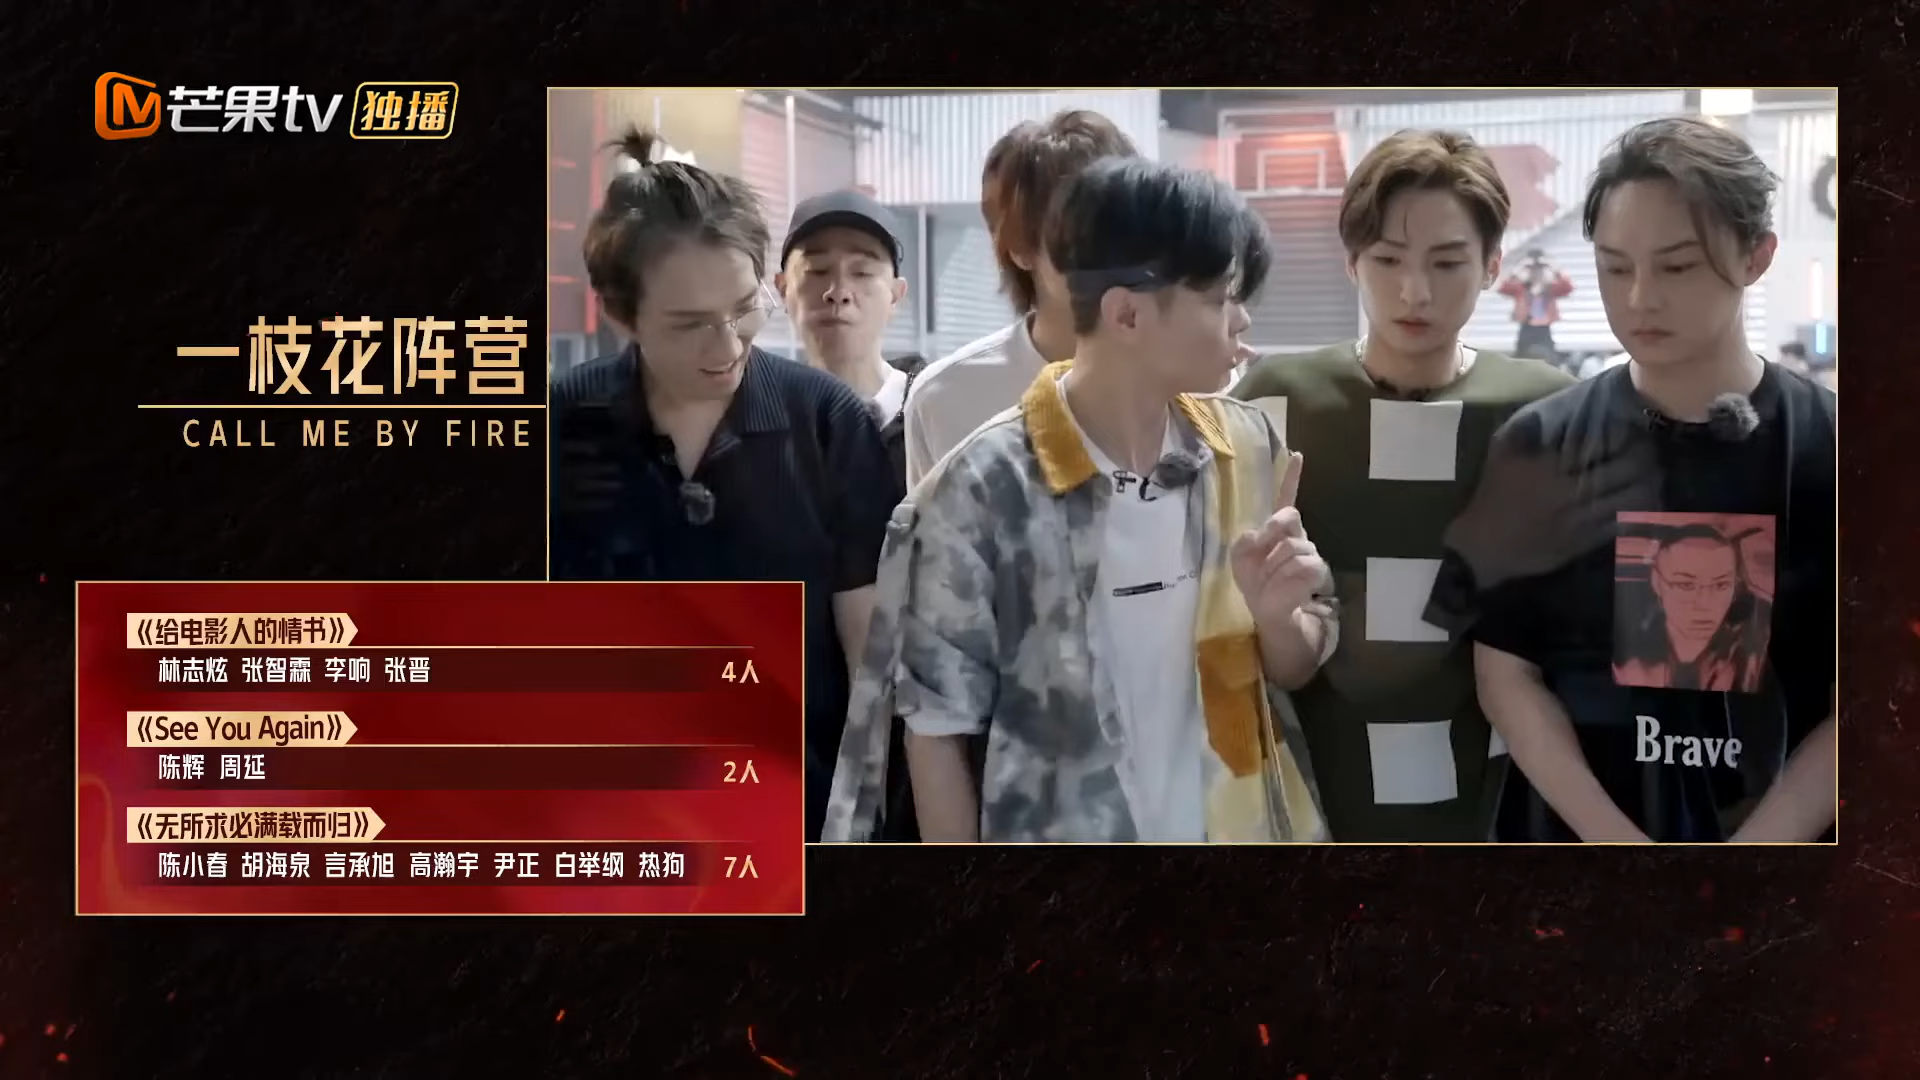 芒果tv 独播
一枝花阵营
CALL ME BY FIRE
《给电影人的情书》
林志炫 张智霖 李响 张晋 4人
《See You Again》
陈辉 周延 2人
《无所求必满载而归》
陈小春 胡海泉 言承旭 高瀚宇 尹正 白举纲 热狗 7人
Brave